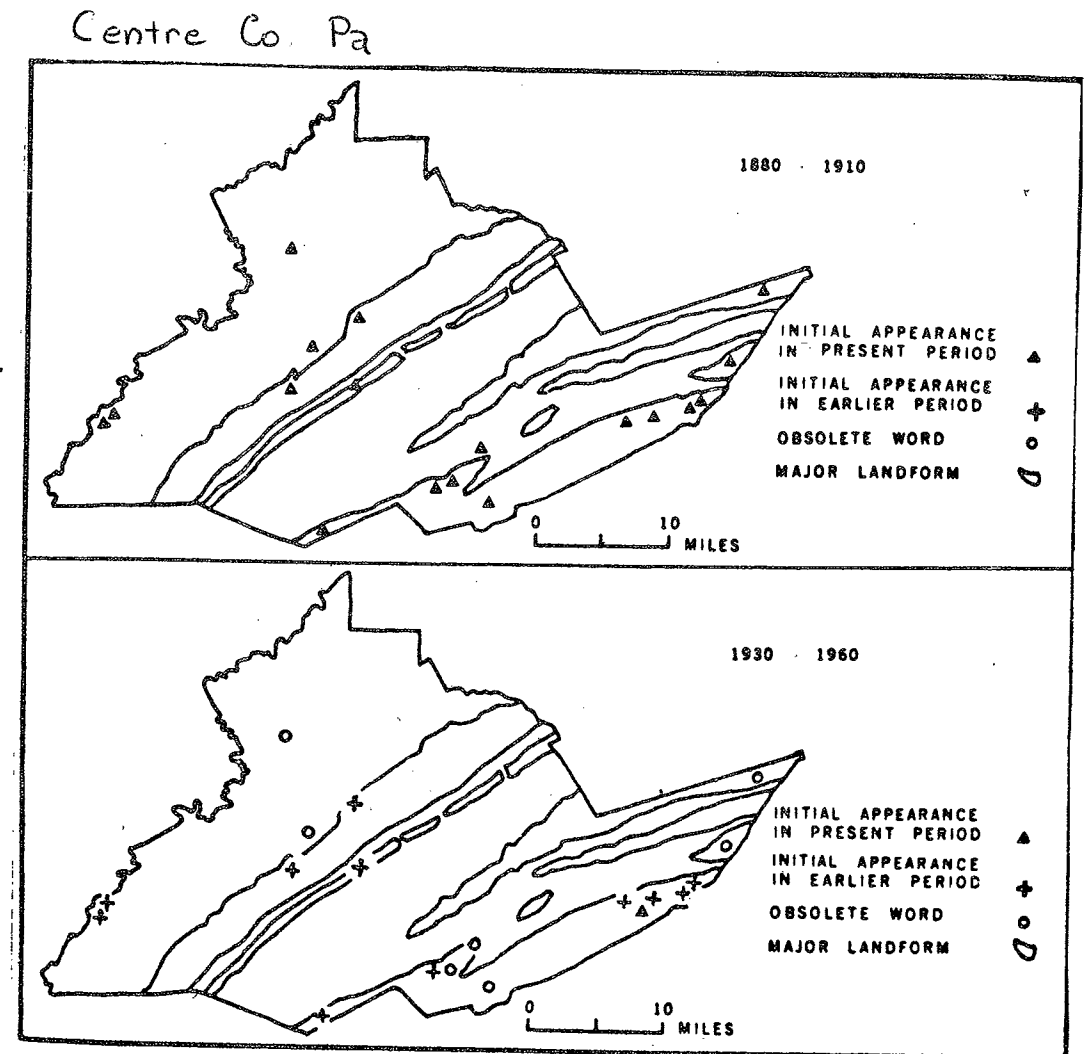 Centre Co. Pa
1880 - 1910
INITIAL APPEARANCE
IN PRESENT PERIOD
INITIAL APPEARANCE
IN EARLIER PERIOD
OBSOLETE WORD
MAJOR LANDFORM
0 10
MILES
1930 - 1960
INITIAL APPEARANCE
IN PRESENT PERIOD
INITIAL APPEARANCE
IN EARLIER PERIOD
OBSOLETE WORD
MAJOR LANDFORM
0 10
MILES